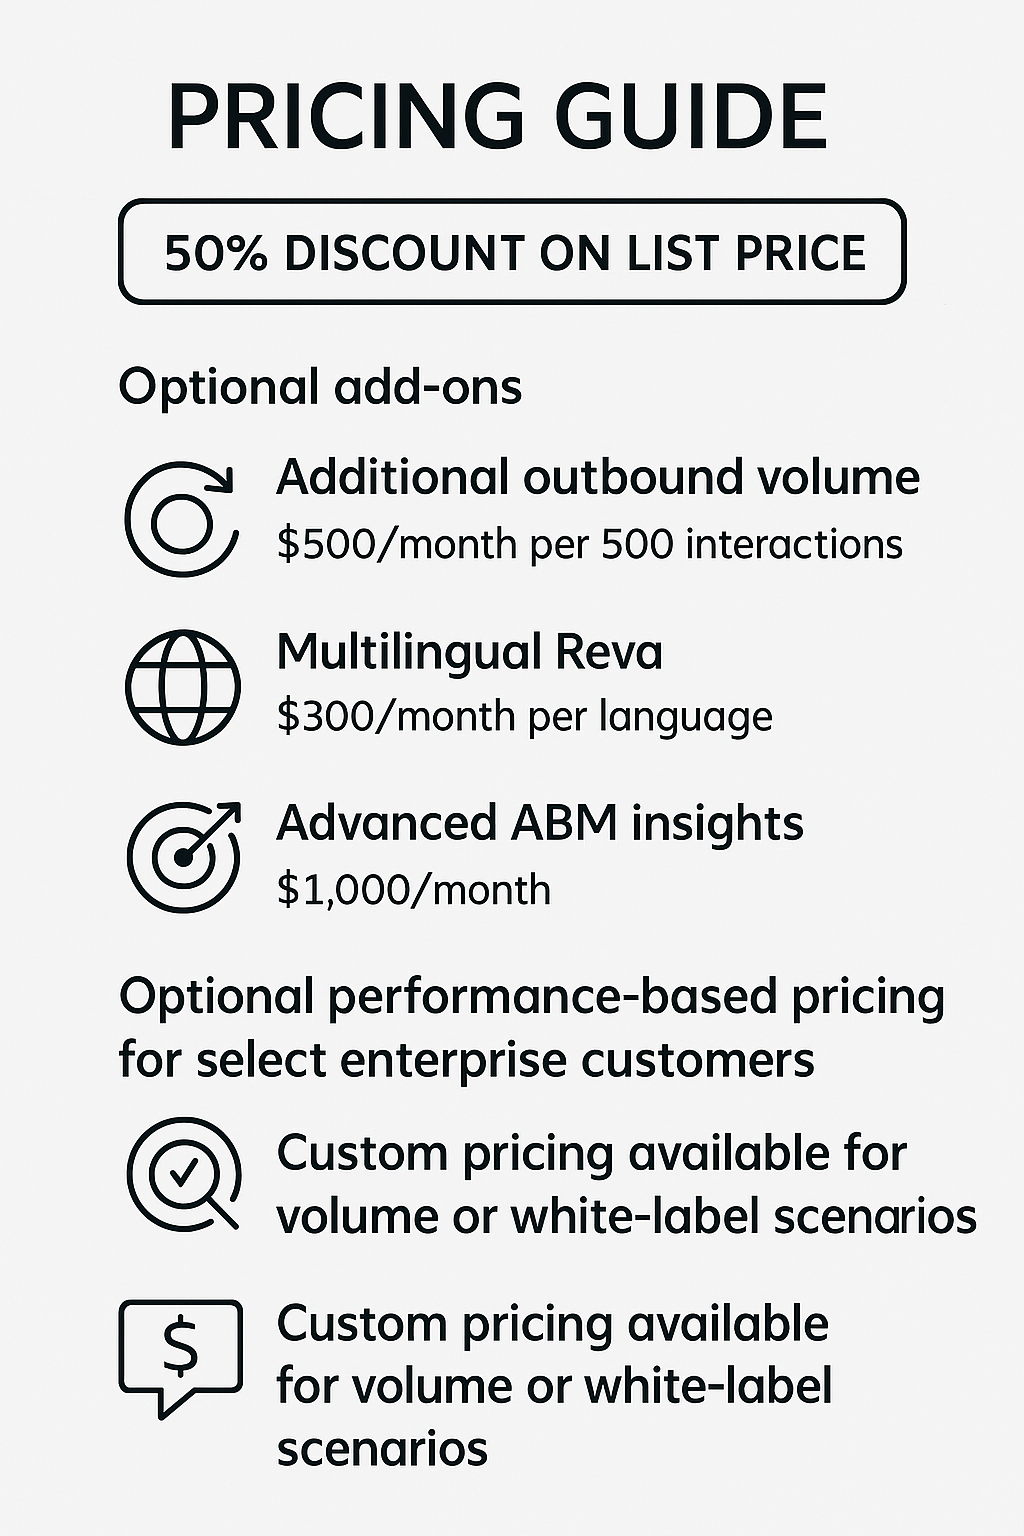 PRICING GUIDE
50% DISCOUNT ON LIST PRICE
Optional add-ons
Additional outbound volume
$500/month per 500 interactions
Multilingual Reva
$300/month per language
Advanced ABM insights
$1,000/month
Optional performance-based pricing
for select enterprise customers
Custom pricing available for
volume or white-label scenarios
$
Custom pricing available
for volume or white-label
scenarios